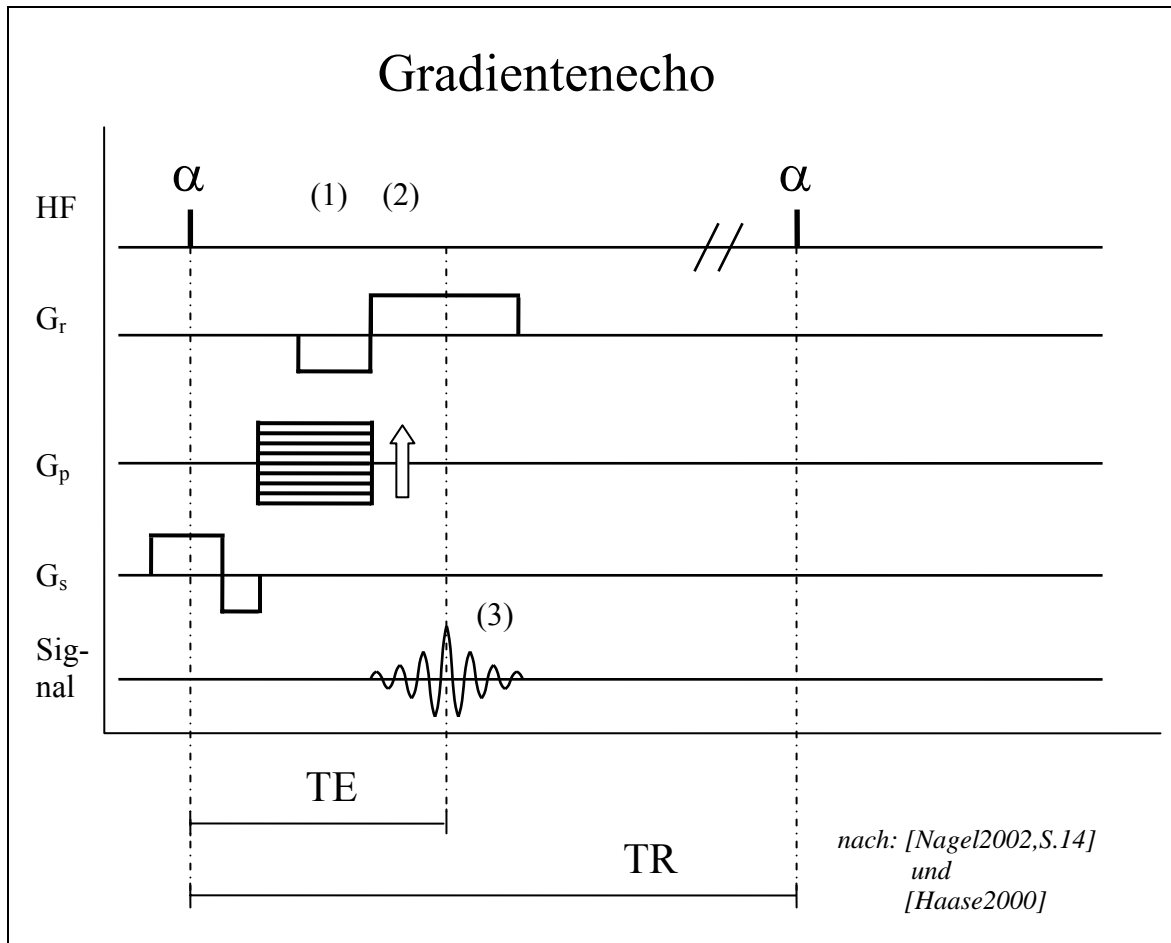 Gradientenecho
α
α
HF
(1)
(2)
Gr
Gp
Gs
(3)
Sig-
nal
TE
TR
nach: [Nagel2002,S.14]
und
[Haase2000]